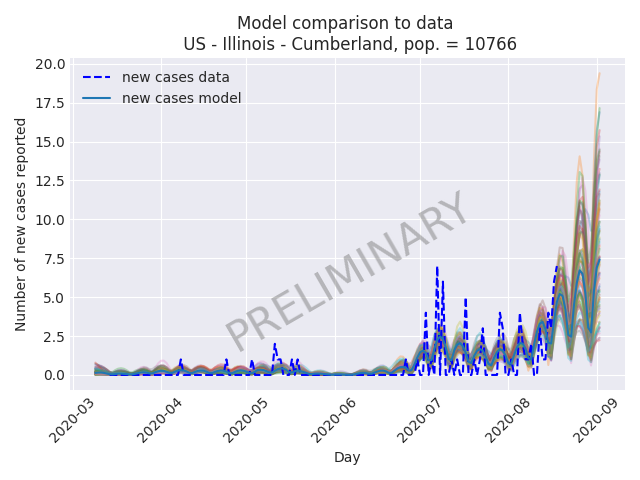 Model comparison to data
US - Illinois - Cumberland, pop. = 10766
new cases data
new cases model
Number of new cases reported
20.0
17.5
15.0
12.5
10.0
7.5
5.0
2.5
0.0
PRELIMINARY
2020-03
2020-04
2020-05
2020-06
2020-07
2020-08
2020-09
Day